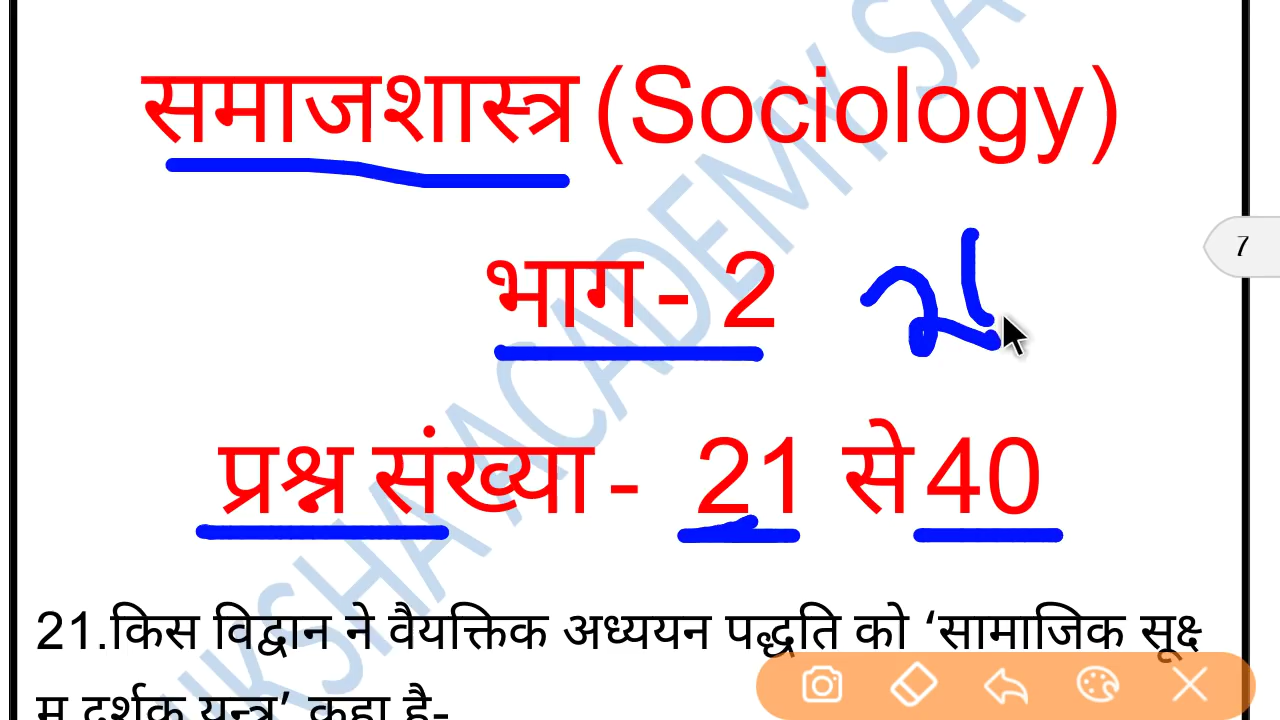 समाजशास्त्र (Sociology)
भाग - 2
7
प्रश्न संख्या - 21 से 40
21.किस विद्वान ने वैयक्तिक अध्ययन पद्धति को ‘सामाजिक सूक्ष्
म दर्शक यन्त्र’ कहा है-